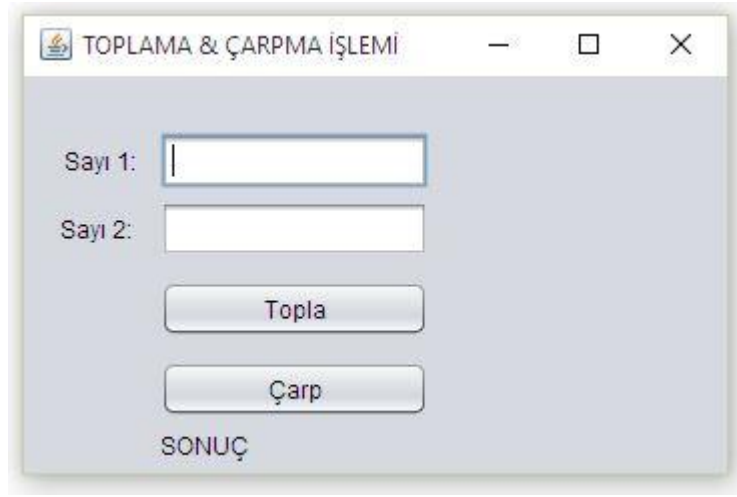 TOPLAMA & ÇARPMA İŞLEMİ
Sayı 1:
Sayı 2:
Topla
Çarp
SONUÇ